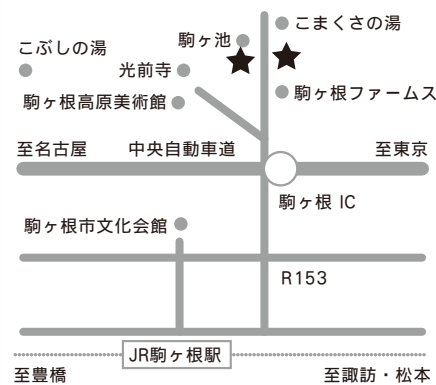 こまくさの湯
駒ヶ池
こぶしの湯
光前寺
駒ヶ根ファームス
駒ヶ根高原美術館
至名古屋
中央自動車道
至東京
駒ヶ根 IC
駒ヶ根市文化会館
R153
JR駒ヶ根駅
至豊橋
至諏訪・松本